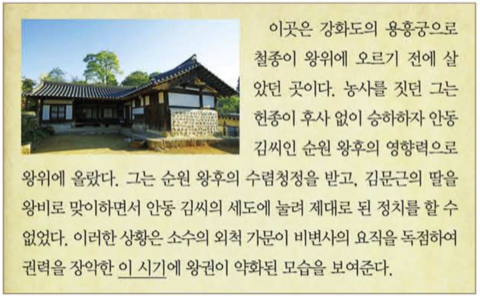 이곳은 강화도의 용흥궁으로
철종이 왕위에 오르기 전에 살
았던 곳이다. 농사를 짓던 그는
헌종이 후사 없이 승하하자 안동
김씨인 순원 왕후의 영향력으로
왕위에 올랐다. 그는 순원 왕후의 수렴청정을 받고, 김문근의 딸을
왕비로 맞이하면서 안동 김씨의 세도에 눌려 제대로 된 정치를 할 수
없었다. 이러한 상황은 소수의 외척 가문이 비변사의 요직을 독점하여
권력을 장악한 이 시기에 왕권이 약화된 모습을 보여준다.